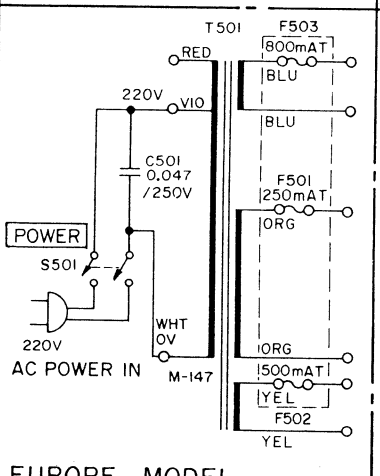 T501
F503
RED
800mAT
BLU
220V
VIO
BLU
C501
0.047
/250V
F501
250mAT
ORG
POWER
S501
WHT
0V
220V
AC POWER IN
M-147
ORG
500mAT
YEL
F502
YEL
EUROPE MODEL